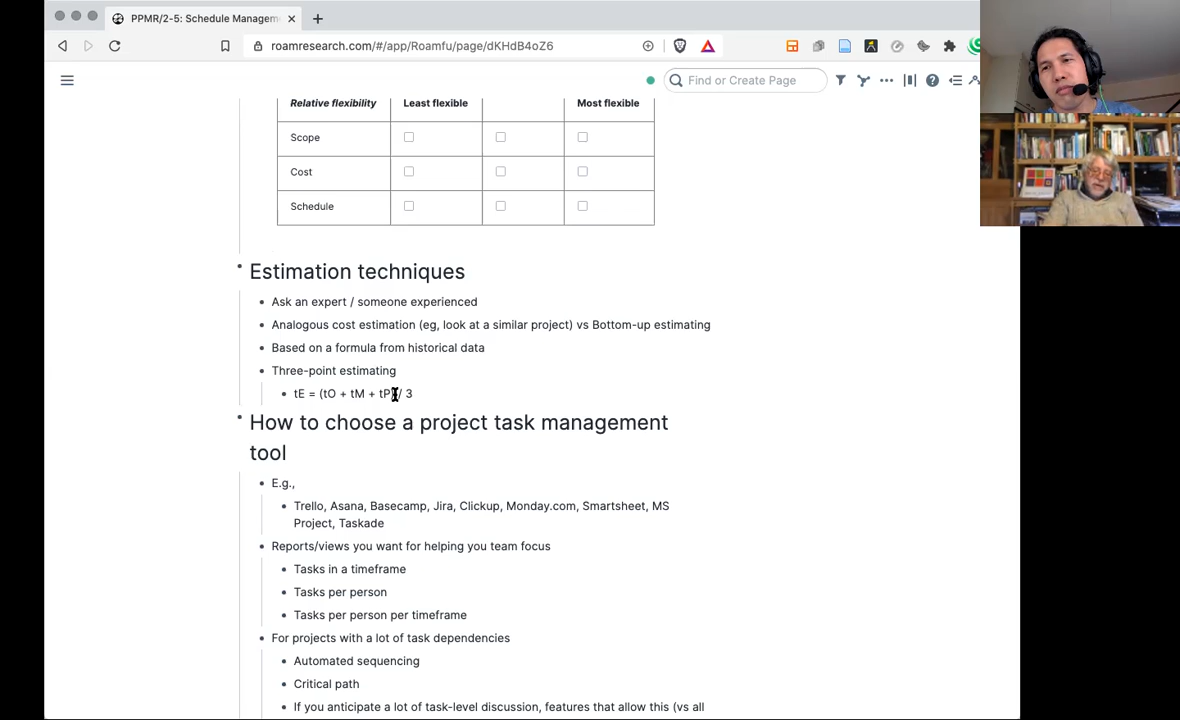 PPMR/2-5: Schedule Managem
roamresearch.com/#/app/Roamfu/page/dKHdB4oZ6
Find or Create Page
Relative flexibility Least flexible Most flexible
Scope
Cost
Schedule
Estimation techniques
Ask an expert / someone experienced
Analogous cost estimation (eg, look at a similar project) vs Bottom-up estimating
Based on a formula from historical data
Three-point estimating
tE = (tO + tM + tP) / 3
How to choose a project task management
tool
E.g.,
Trello, Asana, Basecamp, Jira, Clickup, Monday.com, Smartsheet, MS
Project, Taskade
Reports/views you want for helping you team focus
Tasks in a timeframe
Tasks per person
Tasks per person per timeframe
For projects with a lot of task dependencies
Automated sequencing
Critical path
If you anticipate a lot of task-level discussion, features that allow this (vs all